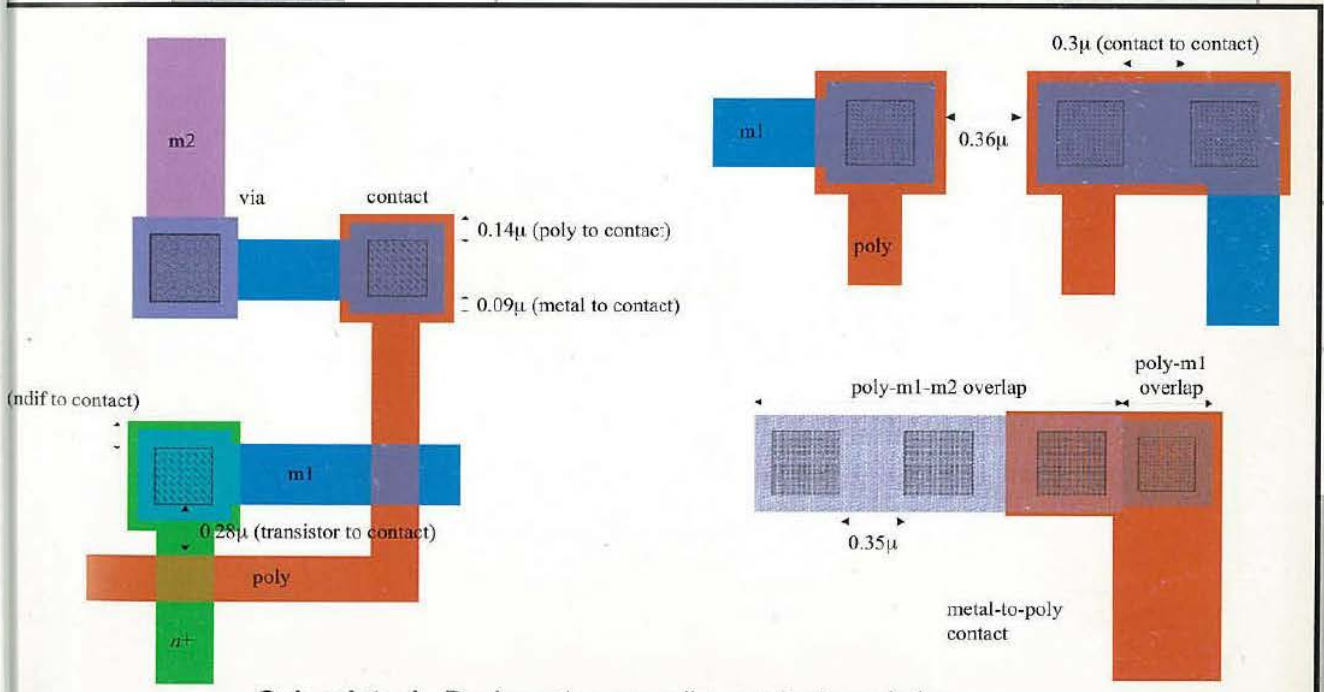 m2
via
contact
0.14μ (poly to contact)
0.09μ (metal to contact)
(ndif to contact)
m1
0.28μ (transistor to contact)
poly
n+
0.3μ (contact to contact)
m1
0.36μ
poly
poly-m1-m2 overlap
poly-m1
overlap
0.35μ
metal-to-poly
contact